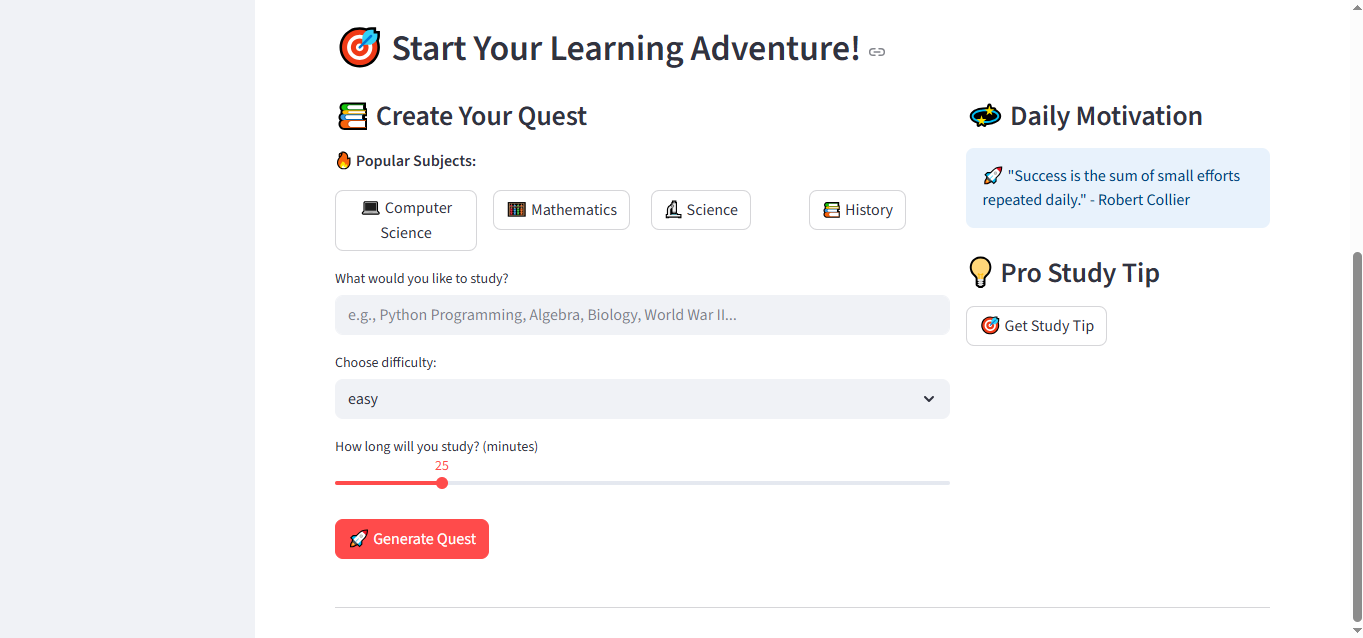 Start Your Learning Adventure!
Create Your Quest
Popular Subjects:
Computer
Science
Mathematics
Science
History
What would you like to study?
e.g., Python Programming, Algebra, Biology, World War II...
Choose difficulty:
easy
How long will you study? (minutes)
25
Generate Quest
Daily Motivation
"Success is the sum of small efforts
repeated daily." - Robert Collier
Pro Study Tip
Get Study Tip